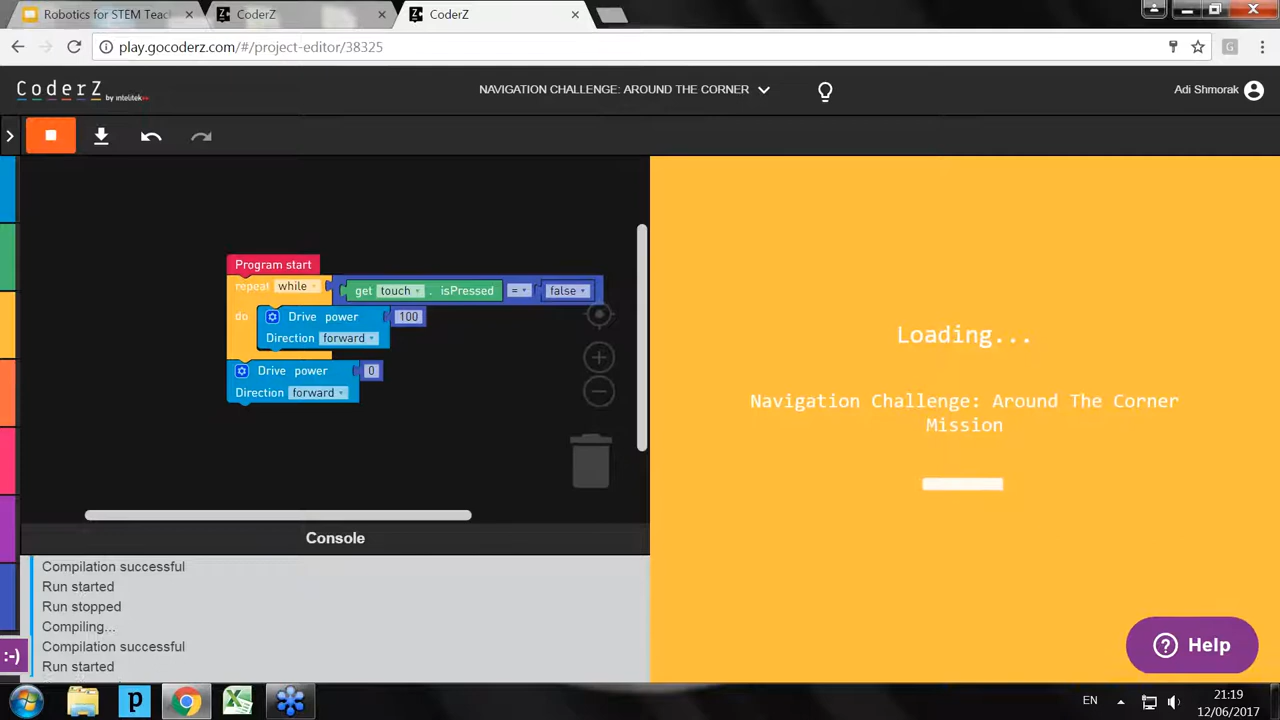 Robotics for STEM Teac
CoderZ
CoderZ
play.gocoderz.com/#/project-editor/38325
G
CoderZ
by intelitek
NAVIGATION CHALLENGE: AROUND THE CORNER
Adi Shmorak
Program start
repeat while get touch . isPressed = false
do Drive power 100
Direction forward
Drive power 0
Direction forward
Loading...
Navigation Challenge: Around The Corner
Mission
Console
Compilation successful
Run started
Run stopped
Compiling...
Compilation successful
Run started
:-)
? Help
p
EN
21:19
12/06/2017